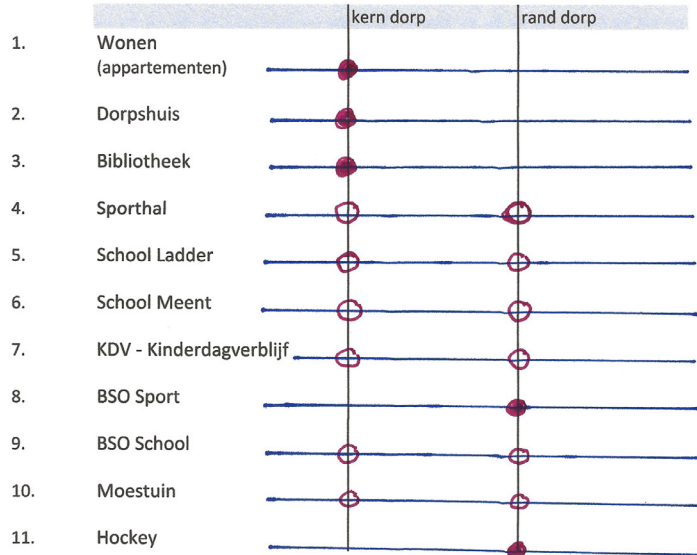 kern dorp rand dorp
1. Wonen
(appartementen)
2. Dorpshuis
3. Bibliotheek
4. Sporthal
5. School Ladder
6. School Meent
7. KDV - Kinderdagverblijf
8. BSO Sport
9. BSO School
10. Moestuin
11. Hockey